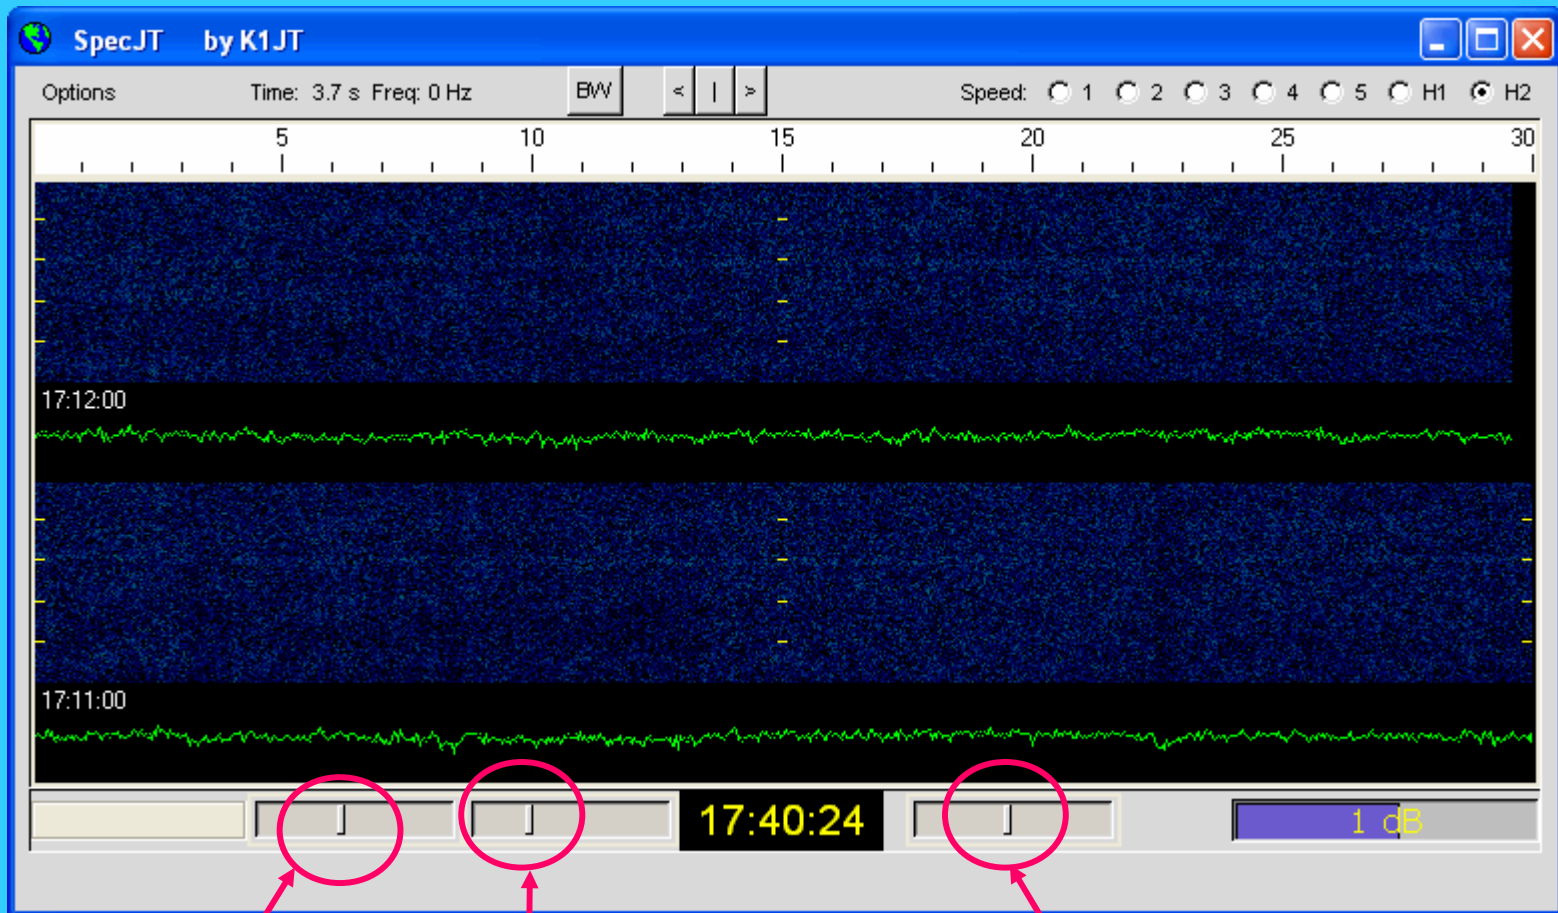 SpecJT by K1JT
Options Time: 3.7 s Freq: 0 Hz BW < | > Speed: 1 2 3 4 5 H1 H2
5 10 15 20 25 30
17:12:00
17:11:00
17:40:24 1 dB